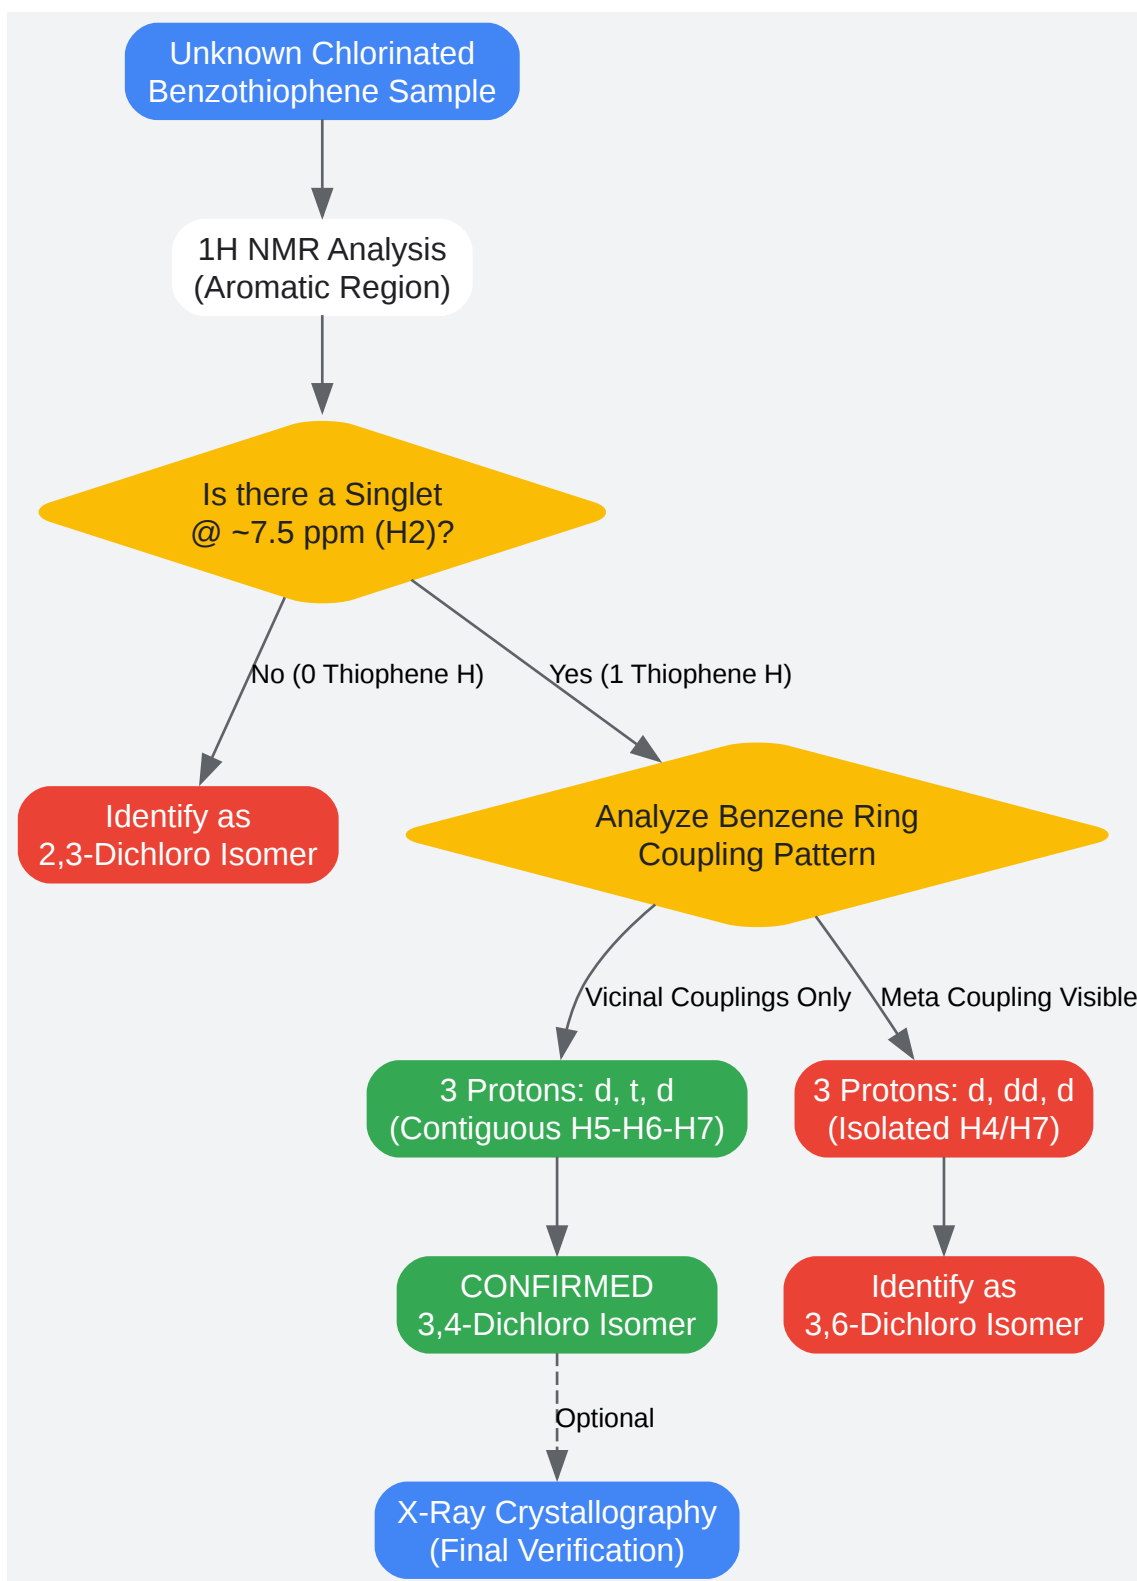 Unknown Chlorinated
Benzothiophene Sample
1H NMR Analysis
(Aromatic Region)
Is there a Singlet
@ ~7.5 ppm (H2)?
No (0 Thiophene H)
Yes (1 Thiophene H)
Identify as
2,3-Dichloro Isomer
Analyze Benzene Ring
Coupling Pattern
Vicinal Couplings Only
Meta Coupling Visible
3 Protons: d, t, d
(Contiguous H5-H6-H7)
3 Protons: d, dd, d
(Isolated H4/H7)
CONFIRMED
3,4-Dichloro Isomer
Identify as
3,6-Dichloro Isomer
Optional
X-Ray Crystallography
(Final Verification)